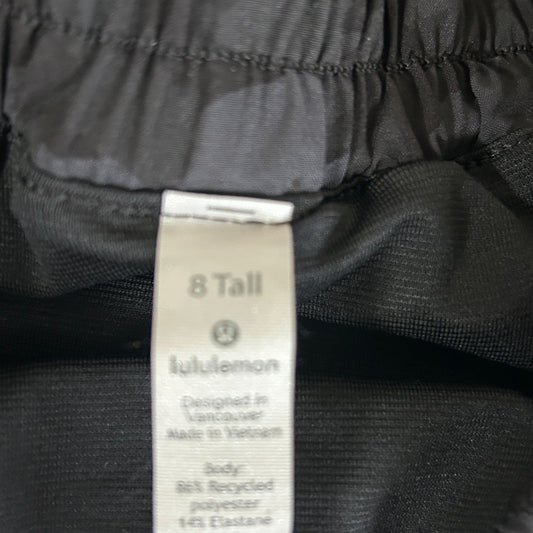 8 Tall
lululemon
Designed in
Vancouver
Made in Vietnam
Body:
86% Recycled
polyester
14% Elastane